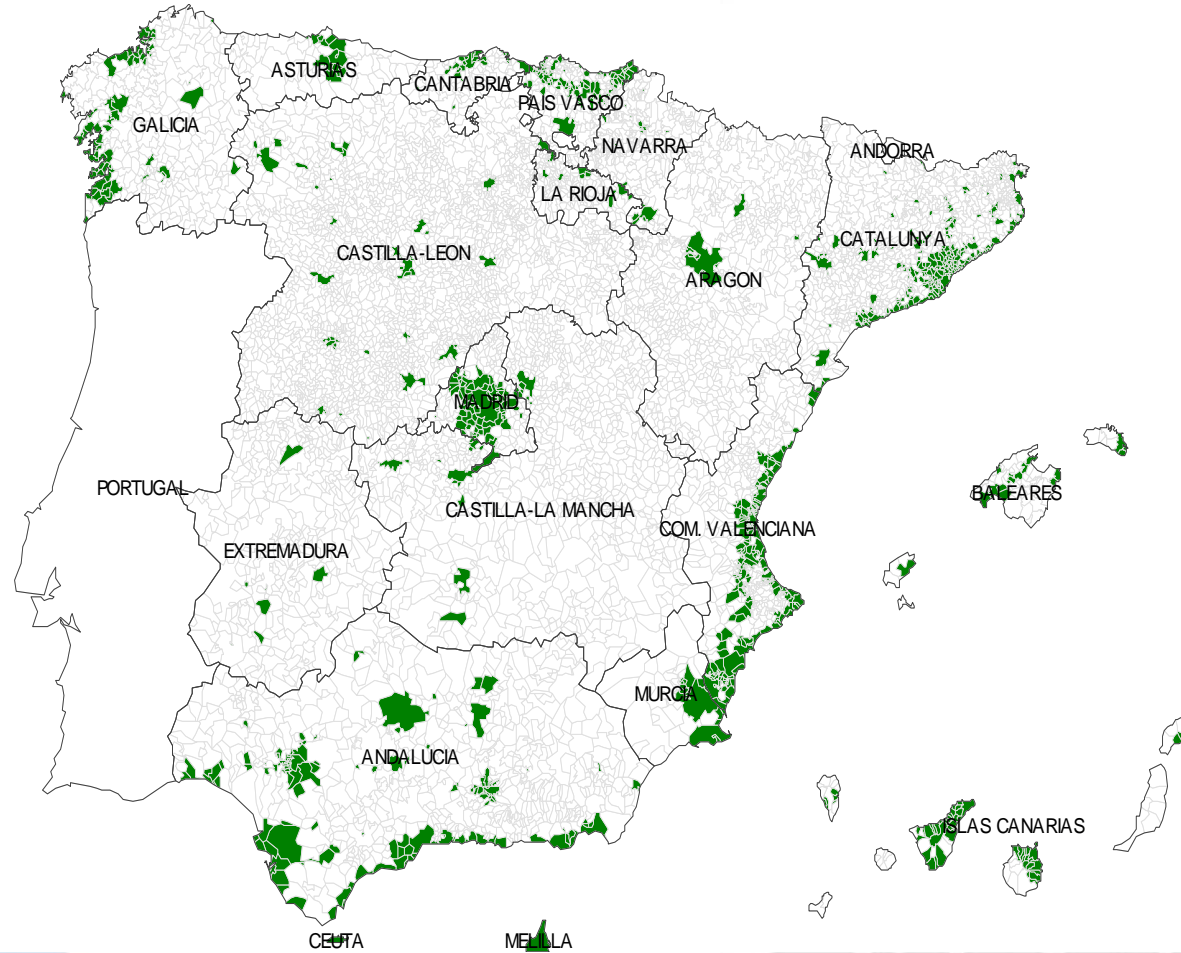 ASTURIAS
CANTABRIA
PAIS VASCO
GALICIA
NAVARRA
ANDORRA
LA RIOJA
CATALUNYA
CASTILLA-LEON
ARAGON
MADRID
PORTUGAL
BALEARES
CASTILLA-LA MANCHA
COM. VALENCIANA
EXTREMADURA
MURCIA
ANDALUCIA
ISLAS CANARIAS
CEUTA
MELILLA